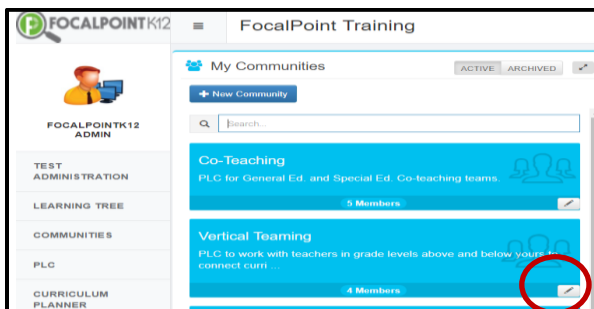 FOCALPOINT K12
FocalPoint Training
My Communities
ACTIVE ARCHIVED
+ New Community
Search...
FOCALPOINTK12
ADMIN
TEST
ADMINISTRATION
LEARNING TREE
COMMUNITIES
PLC
CURRICULUM
PLANNER
Co-Teaching
PLC for General Ed. and Special Ed. Co-teaching teams.
5 Members
Vertical Teaming
PLC to work with teachers in grade levels above and below yours to
connect curri ...
4 Members